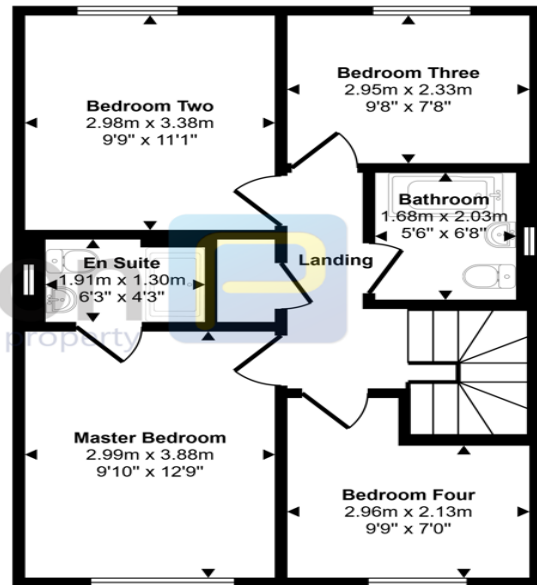 Bedroom Two
2.98m x 3.38m
9'9" x 11'1"
Bedroom Three
2.95m x 2.33m
9'8" x 7'8"
Bathroom
1.68m x 2.03m
5'6" x 6'8"
Landing
En Suite
1.91m x 1.30m
6'3" x 4'3"
property
Master Bedroom
2.99m x 3.88m
9'10" x 12'9"
Bedroom Four
2.96m x 2.13m
9'9" x 7'0"